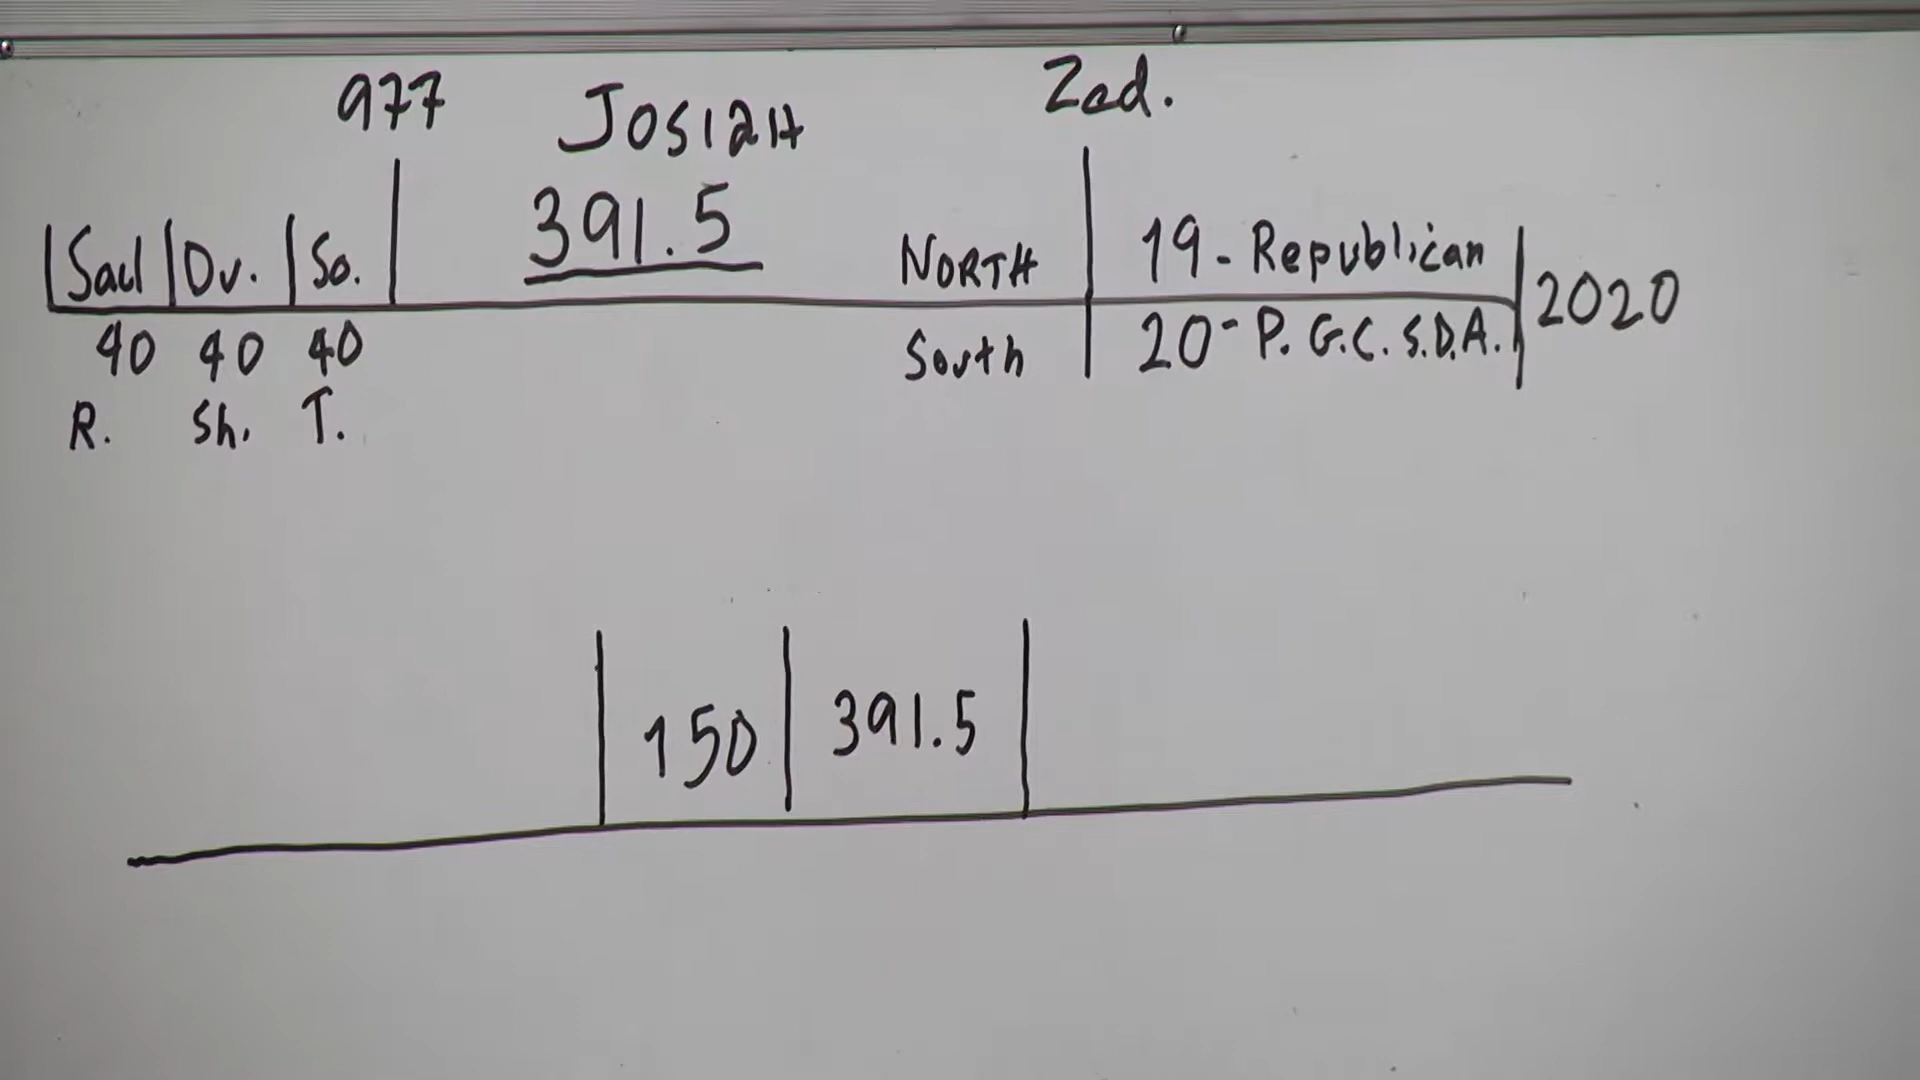 977 JOSIAH Zed.
Saul Dv. So. 391.5 NORTH 19-Republican 2020
40 40 40 South 20-P.G.C.S.D.A.
R. Sh. T.
150 391.5